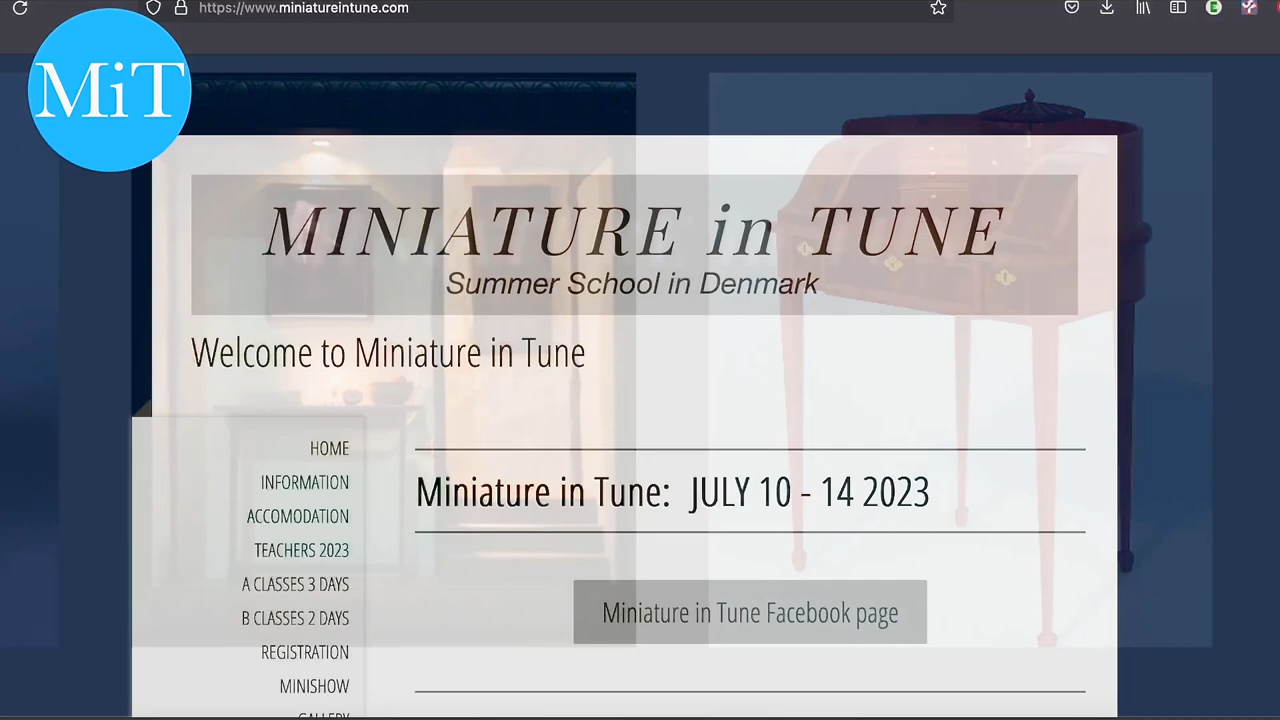 https://www.miniatureintune.com
MiT
MINIATURE in TUNE
Summer School in Denmark
Welcome to Miniature in Tune
HOME
INFORMATION
ACCOMODATION
TEACHERS 2023
A CLASSES 3 DAYS
B CLASSES 2 DAYS
REGISTRATION
MINISHOW
GALLERY
Miniature in Tune: JULY 10 - 14 2023
Miniature in Tune Facebook page